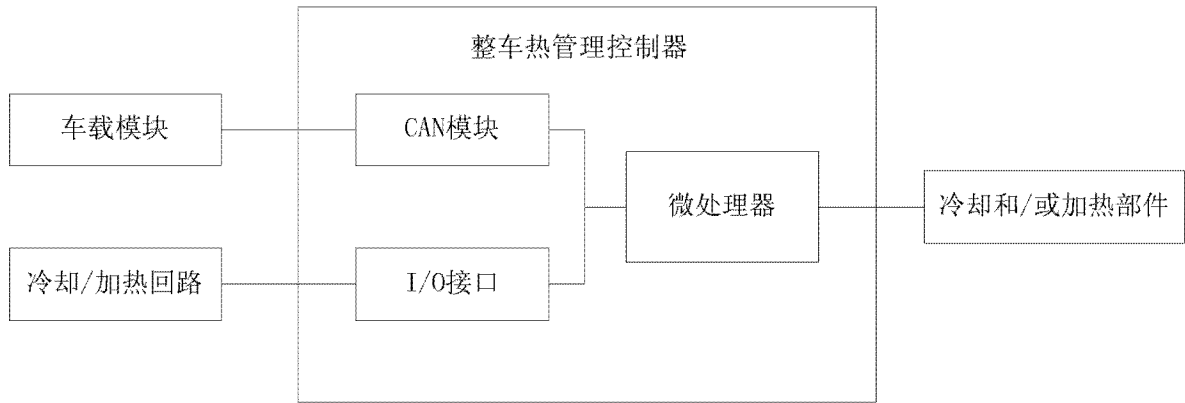 整车热管理控制器
车载模块
CAN模块
微处理器
冷却和/或加热部件
冷却/加热回路
I/O接口